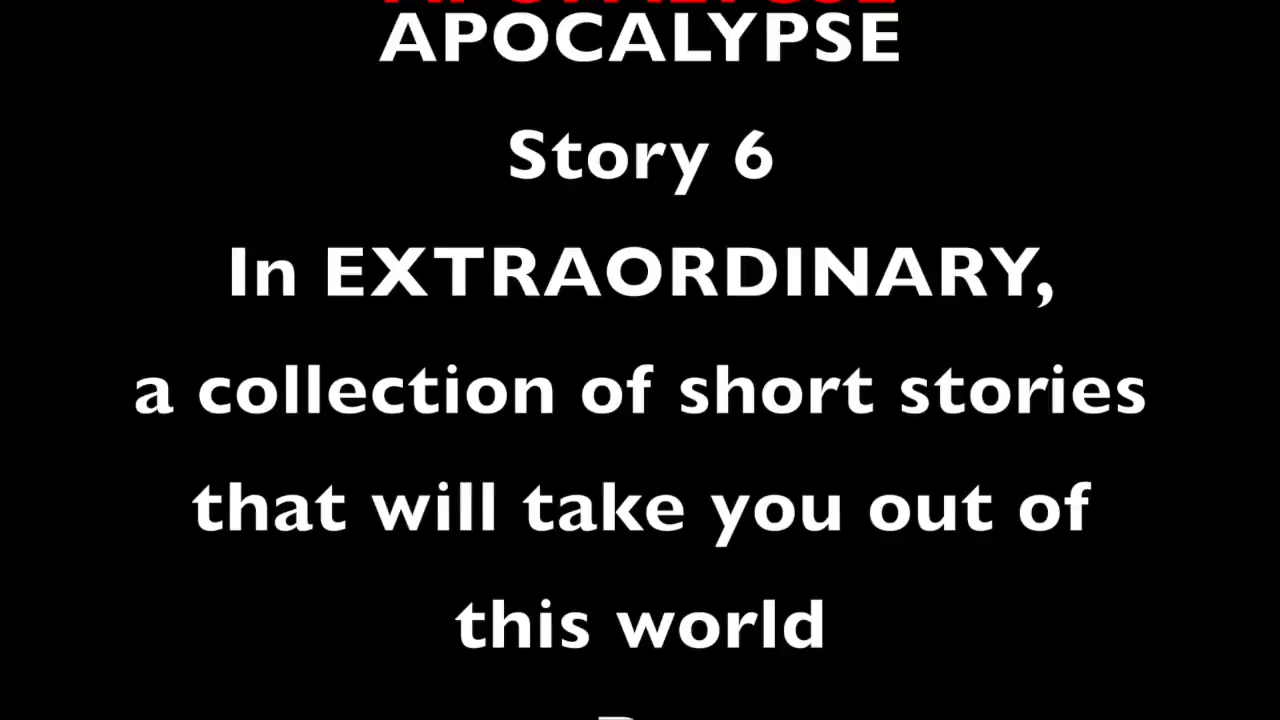 APOCALYPSE
Story 6
In EXTRAORDINARY,
a collection of short stories
that will take you out of
this world